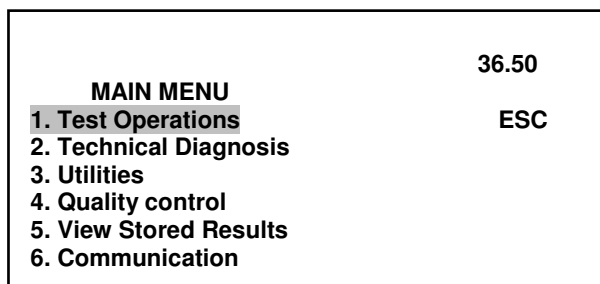 36.50
MAIN MENU
1. Test Operations ESC
2. Technical Diagnosis
3. Utilities
4. Quality control
5. View Stored Results
6. Communication